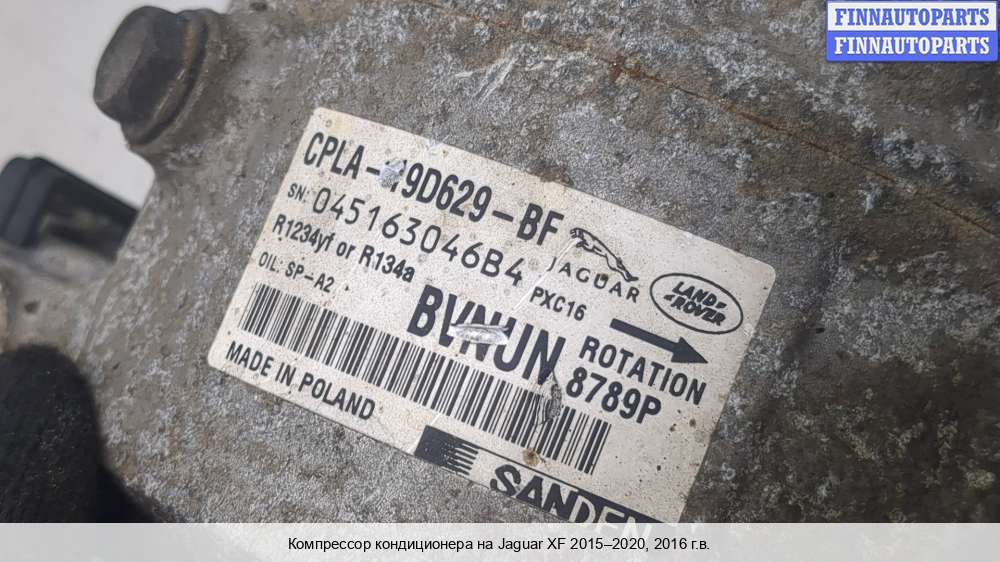 FINNAUTOPARTS
FINNAUTOPARTS
CPLA-19D629-BF
SN: 045163046B4
R1234yf or R134a
OIL: SP-A2
JAGUAR
LAND-
ROVER
PXC16
BVNUN
ROTATION
8789P
MADE IN POLAND
SANDEN
Компрессор кондиционера на Jaguar XF 2015–2020, 2016 г.в.